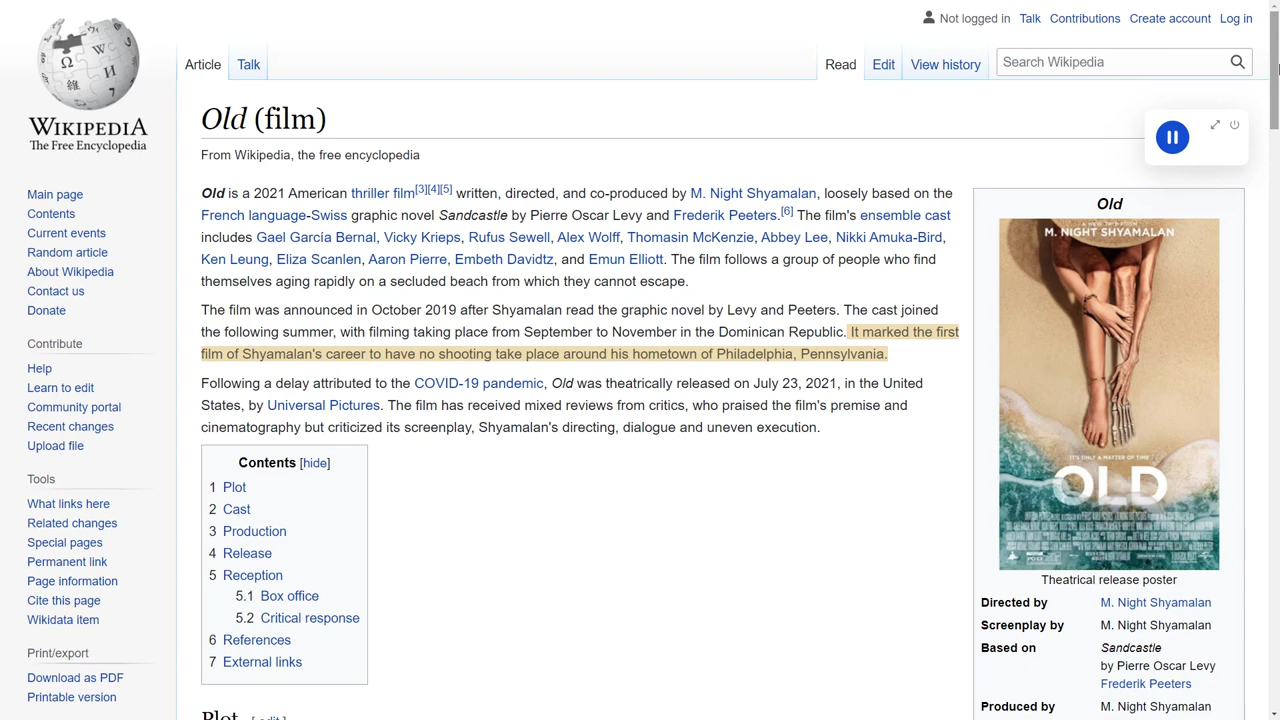 Not logged in Talk Contributions Create account Log in
Article Talk Read Edit View history Search Wikipedia
WIKIPEDIA
The Free Encyclopedia
Main page
Contents
Current events
Random article
About Wikipedia
Contact us
Donate
Contribute
Help
Learn to edit
Community portal
Recent changes
Upload file
Tools
What links here
Related changes
Special pages
Permanent link
Page information
Cite this page
Wikidata item
Print/export
Download as PDF
Printable version
Old (film)
From Wikipedia, the free encyclopedia
Old is a 2021 American thriller film[3][4][5] written, directed, and co-produced by M. Night Shyamalan, loosely based on the
French language-Swiss graphic novel Sandcastle by Pierre Oscar Levy and Frederik Peeters.[6] The film's ensemble cast
includes Gael García Bernal, Vicky Krieps, Rufus Sewell, Alex Wolff, Thomasin McKenzie, Abbey Lee, Nikki Amuka-Bird,
Ken Leung, Eliza Scanlen, Aaron Pierre, Embeth Davidtz, and Emun Elliott. The film follows a group of people who find
themselves aging rapidly on a secluded beach from which they cannot escape.
The film was announced in October 2019 after Shyamalan read the graphic novel by Levy and Peeters. The cast joined
the following summer, with filming taking place from September to November in the Dominican Republic. It marked the first
film of Shyamalan's career to have no shooting take place around his hometown of Philadelphia, Pennsylvania.
Following a delay attributed to the COVID-19 pandemic, Old was theatrically released on July 23, 2021, in the United
States, by Universal Pictures. The film has received mixed reviews from critics, who praised the film's premise and
cinematography but criticized its screenplay, Shyamalan's directing, dialogue and uneven execution.
Contents [hide]
1 Plot
2 Cast
3 Production
4 Release
5 Reception
5.1 Box office
5.2 Critical response
6 References
7 External links
Plot [ edit ]
Old
M. NIGHT SHYAMALAN
IT'S ONLY A MATTER OF TIME
OLD
Theatrical release poster
Directed by M. Night Shyamalan
Screenplay by M. Night Shyamalan
Based on Sandcastle
by Pierre Oscar Levy
Frederik Peeters
Produced by M. Night Shyamalan